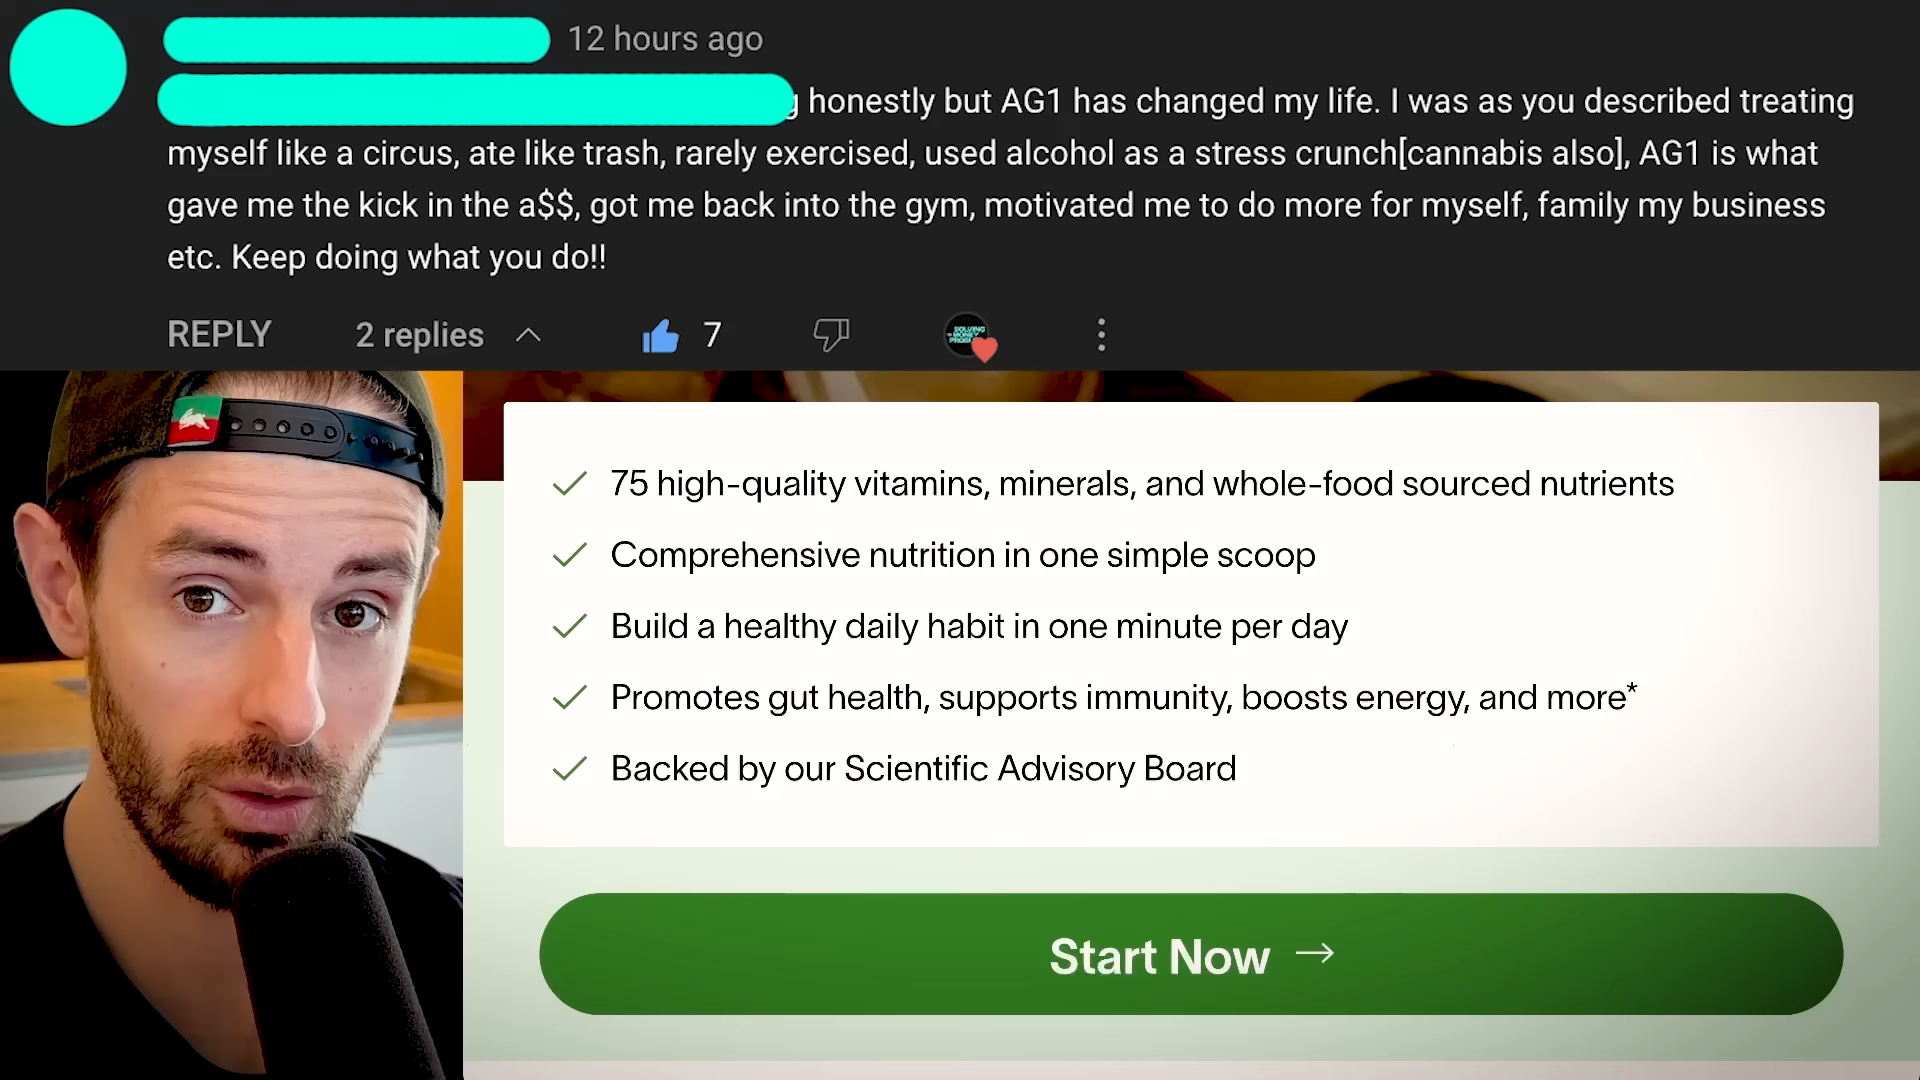 12 hours ago
honestly but AG1 has changed my life. I was as you described treating
myself like a circus, ate like trash, rarely exercised, used alcohol as a stress crunch[cannabis also], AG1 is what
gave me the kick in the a$$, got me back into the gym, motivated me to do more for myself, family my business
etc. Keep doing what you do!!
REPLY 2 replies 7
SOLVING
MONEY
75 high-quality vitamins, minerals, and whole-food sourced nutrients
Comprehensive nutrition in one simple scoop
Build a healthy daily habit in one minute per day
Promotes gut health, supports immunity, boosts energy, and more*
Backed by our Scientific Advisory Board
Start Now →